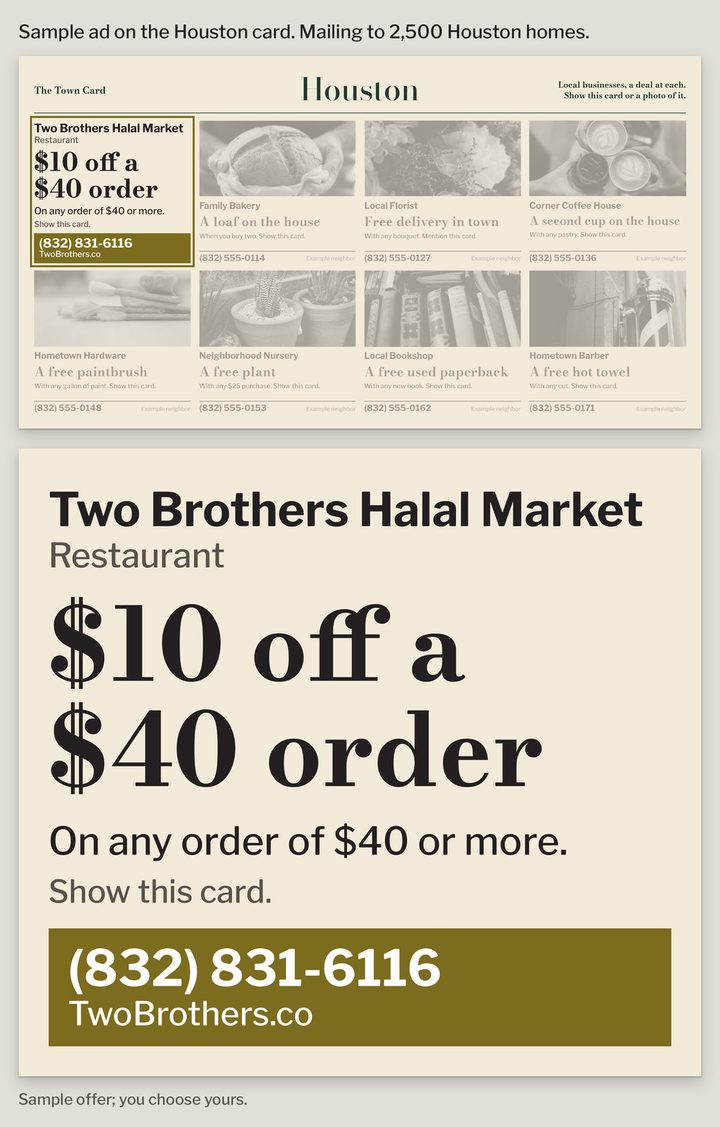 Sample ad on the Houston card. Mailing to 2,500 Houston homes.
The Town Card
Houston
Local businesses, a deal at each.
Show this card or a photo of it.
Two Brothers Halal Market
Restaurant
$10 off a
$40 order
On any order of $40 or more.
Show this card.
(832) 831-6116
TwoBrothers.co
Family Bakery
A loaf on the house
When you buy two. Show this card.
(832) 555-0114
Example neighbor
Local Florist
Free delivery in town
With any bouquet. Mention this card.
(832) 555-0127
Example neighbor
Corner Coffee House
A second cup on the house
With any pastry. Show this card.
(832) 555-0136
Example neighbor
Hometown Hardware
A free paintbrush
With any gallon of paint. Show this card.
(832) 555-0148
Example neighbor
Neighborhood Nursery
A free plant
With any $25 purchase. Show this card.
(832) 555-0153
Example neighbor
Local Bookshop
A free used paperback
With any new book. Show this card.
(832) 555-0162
Example neighbor
Hometown Barber
A free hot towel
With any cut. Show this card.
(832) 555-0171
Example neighbor
Two Brothers Halal Market
Restaurant
$10 off a
$40 order
On any order of $40 or more.
Show this card.
(832) 831-6116
TwoBrothers.co
Sample offer; you choose yours.